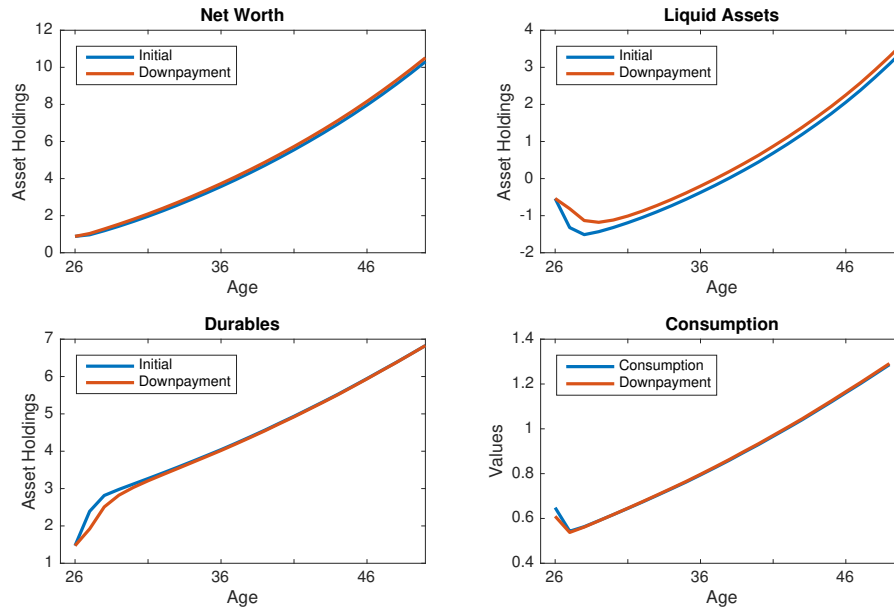 Net Worth
12
10
8
6
4
2
0
Asset Holdings
Initial
Downpayment
26
36
46
Age
Liquid Assets
4
3
2
1
0
-1
-2
Asset Holdings
Initial
Downpayment
26
36
46
Age
Durables
7
6
5
4
3
2
1
Asset Holdings
Initial
Downpayment
26
36
46
Age
Consumption
1.4
1.2
1
0.8
0.6
0.4
Values
Consumption
Downpayment
26
36
46
Age